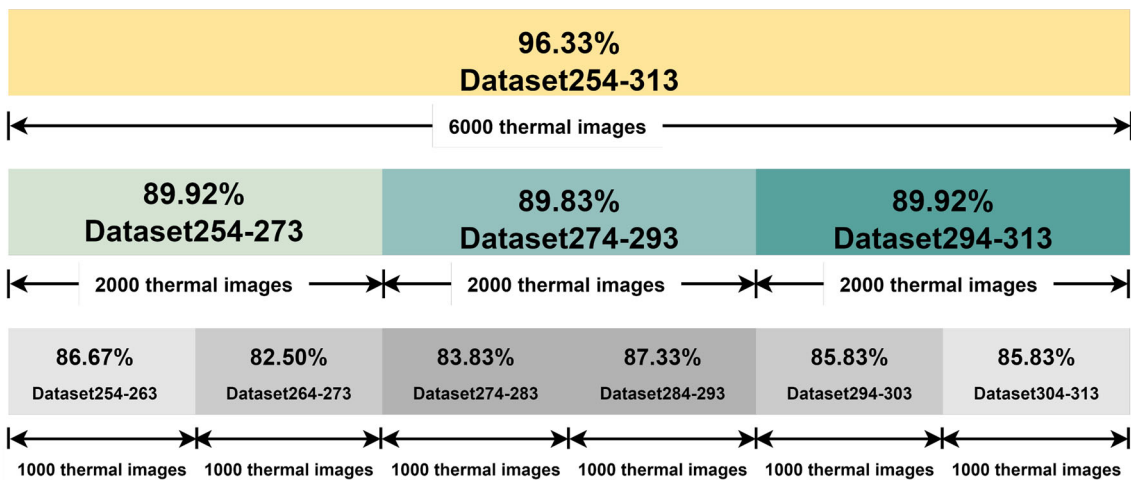 96.33%
Dataset254-313
6000 thermal images
89.92%
Dataset254-273
89.83%
Dataset274-293
89.92%
Dataset294-313
2000 thermal images
2000 thermal images
2000 thermal images
86.67%
Dataset254-263
82.50%
Dataset264-273
83.83%
Dataset274-283
87.33%
Dataset284-293
85.83%
Dataset294-303
85.83%
Dataset304-313
1000 thermal images
1000 thermal images
1000 thermal images
1000 thermal images
1000 thermal images
1000 thermal images